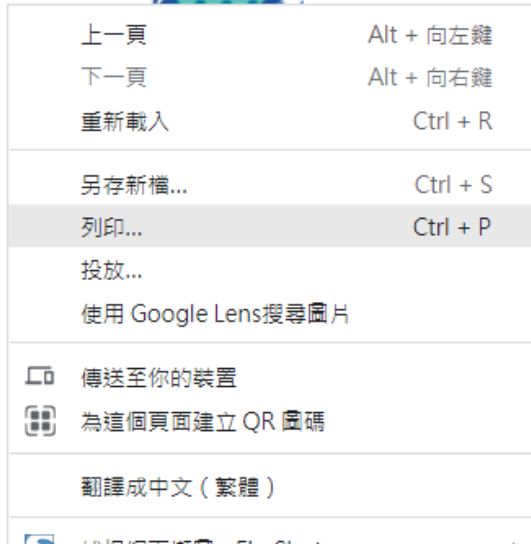 上一頁 Alt + 向左鍵
下一頁 Alt + 向右鍵
重新載入 Ctrl + R
另存新檔... Ctrl + S
列印... Ctrl + P
投放...
使用 Google Lens搜尋圖片
傳送至你的裝置
為這個頁面建立 QR 圖碼
翻譯成中文（繁體）